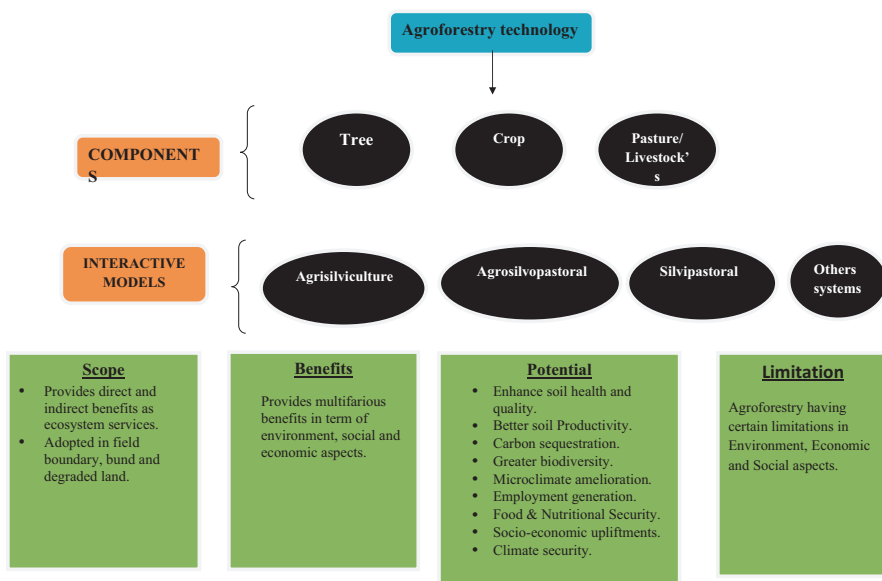 Agroforestry technology
COMPONENT
S
Tree
Crop
Pasture/
Livestock's
s
INTERACTIVE
MODELS
Agrisilviculture
Agrosilvopastoral
Silvipastoral
Others
systems
Scope
• Provides direct and
indirect benefits as
ecosystem services.
• Adopted in field
boundary, bund and
degraded land.
Benefits
Provides multifarious
benefits in term of
environment, social and
economic aspects.
Potential
• Enhance soil health and
quality.
• Better soil Productivity.
• Carbon sequestration.
• Greater biodiversity.
• Microclimate amelioration.
• Employment generation.
• Food & Nutritional Security.
• Socio-economic upliftments.
• Climate security.
Limitation
Agroforestry having
certain limitations in
Environment, Economic
and Social aspects.